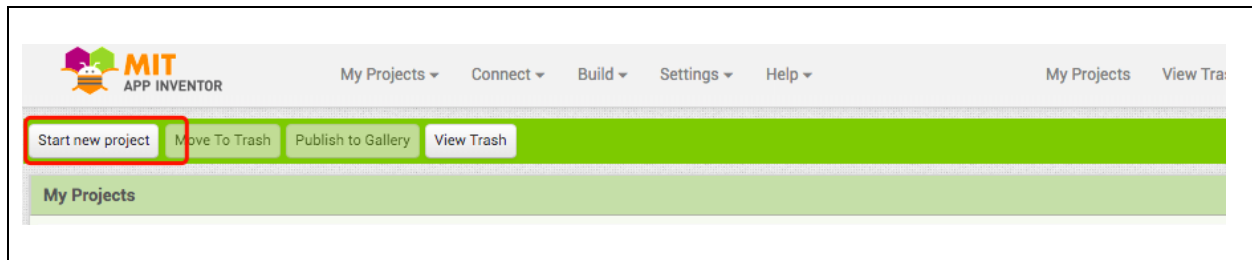 MIT
APP INVENTOR
My Projects Connect Build Settings Help My Projects View Tra
Start new project Move To Trash Publish to Gallery View Trash
My Projects